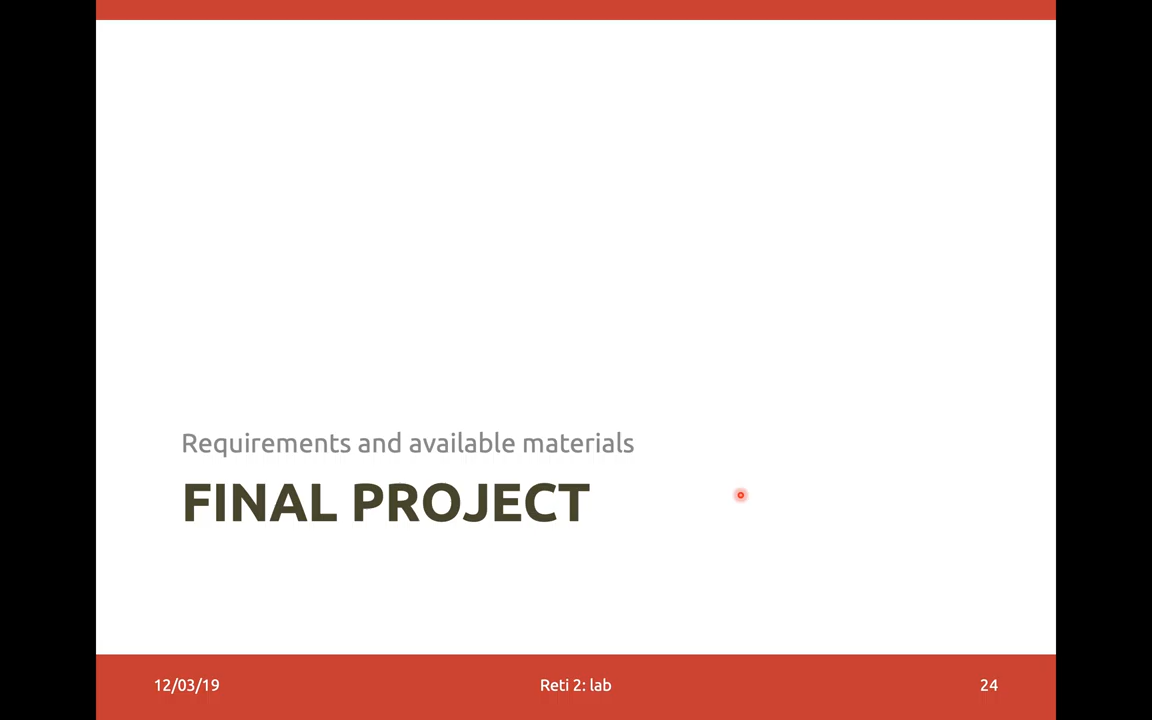 Requirements and available materials
FINAL PROJECT
12/03/19
Reti 2: lab
24